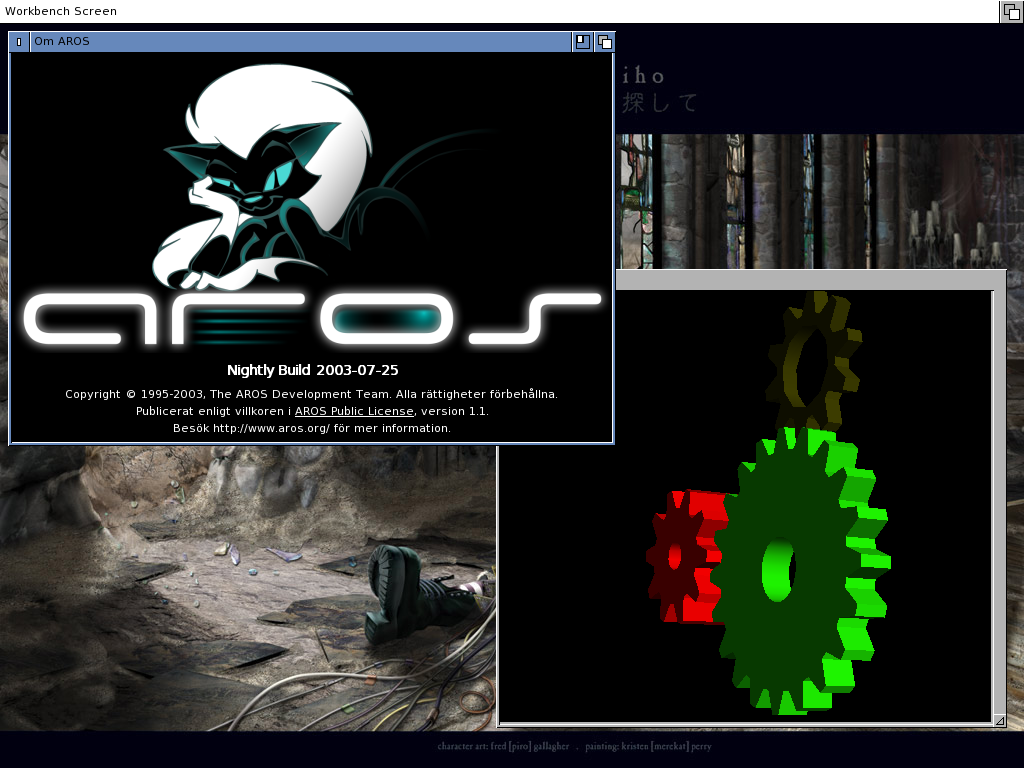 Workbench Screen
Om AROS
iho
探して
aros
Nightly Build 2003-07-25
Copyright © 1995-2003, The AROS Development Team. Alla rättigheter förbehållna.
Publicerat enligt villkoren i AROS Public License, version 1.1.
Besök http://www.aros.org/ för mer information.
character art: fred [piro] gallagher . painting: kristen [merekat] perry